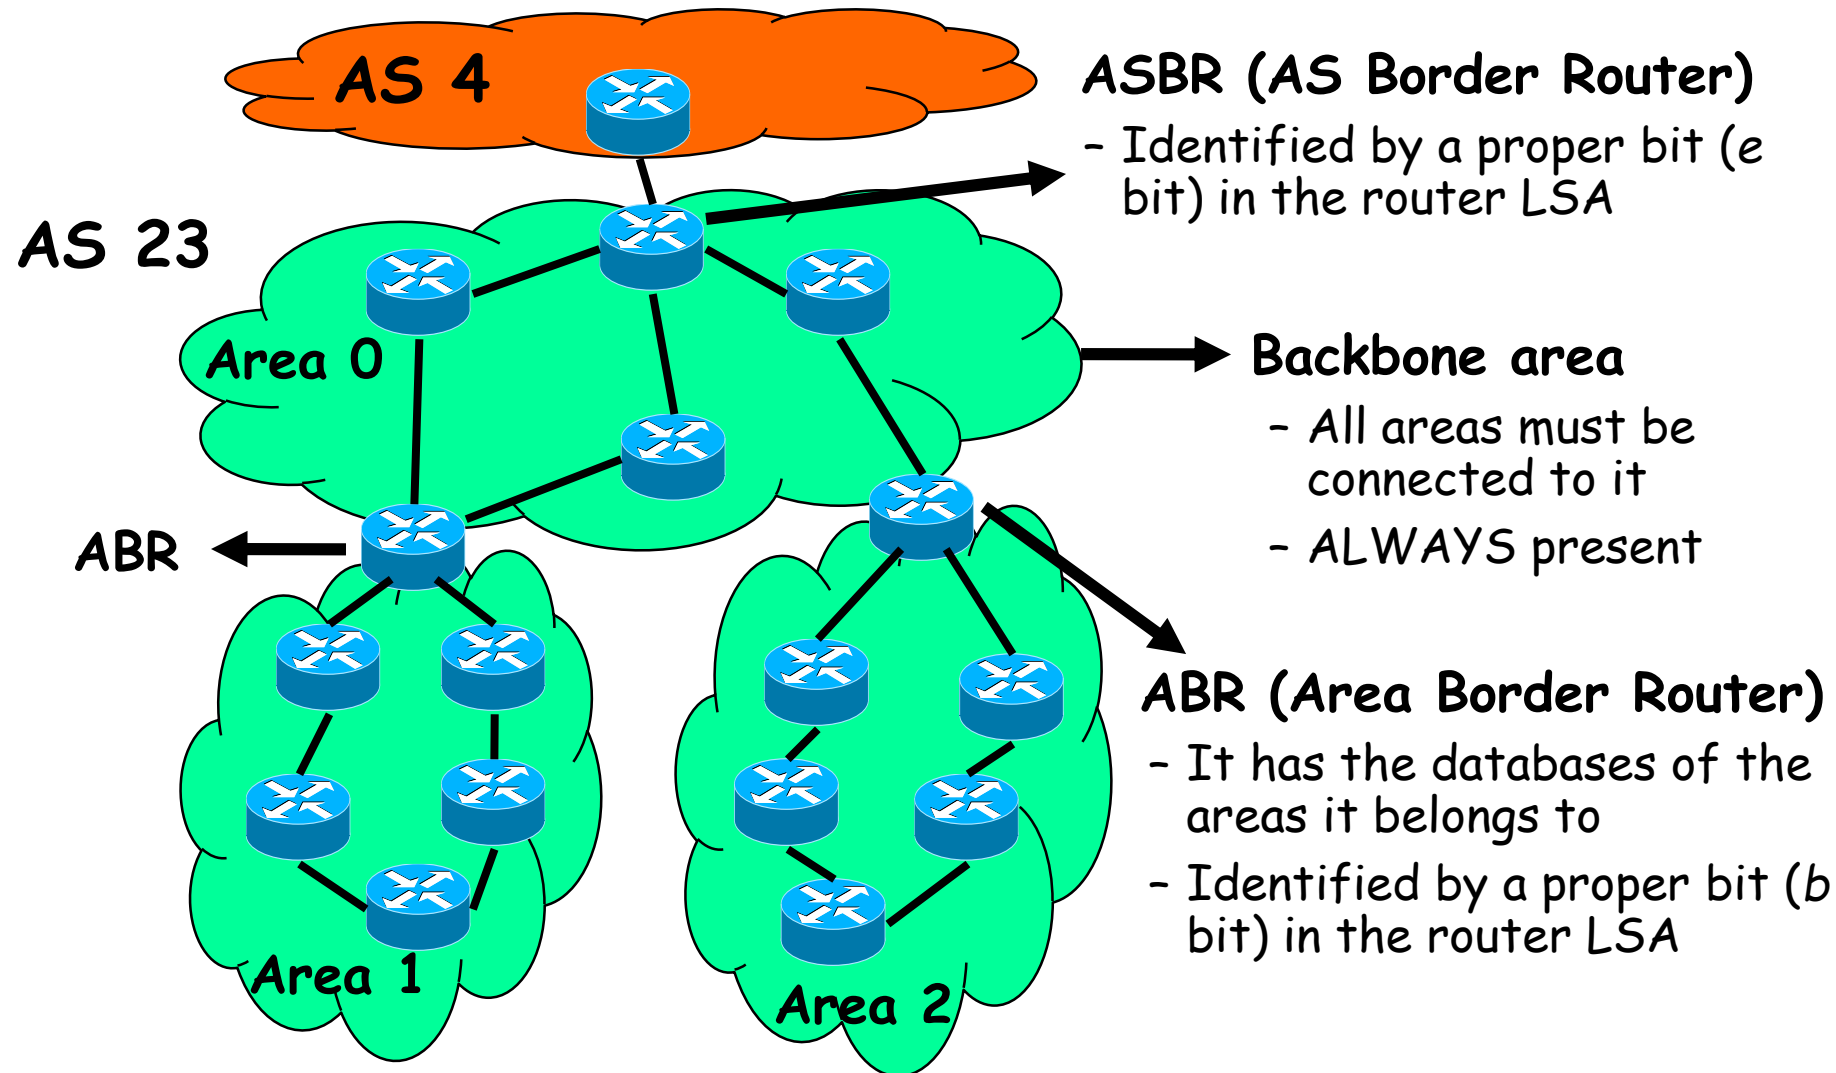 AS 4
ASBR (AS Border Router)
- Identified by a proper bit (e
bit) in the router LSA
AS 23
Area 0
Backbone area
- All areas must be
connected to it
- ALWAYS present
ABR
ABR (Area Border Router)
- It has the databases of the
areas it belongs to
- Identified by a proper bit (b
bit) in the router LSA
Area 1
Area 2